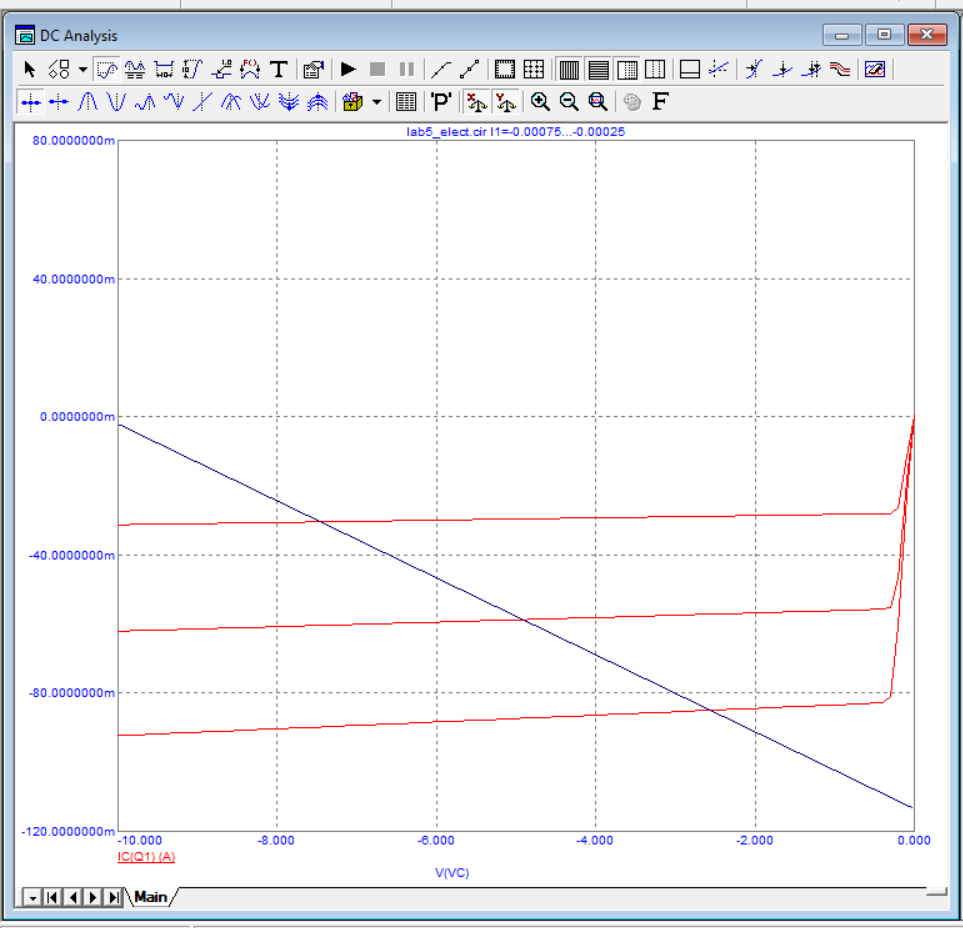 DC Analysis
F()
T
'P'
X
Y
F
lab5_elect.cir I1=-0.00075...-0.00025
80.0000000m
40.0000000m
0.0000000m
-40.0000000m
-80.0000000m
-120.0000000m
-10.000 -8.000 -6.000 -4.000 -2.000 0.000
IC(Q1) (A)
V(VC)
Main